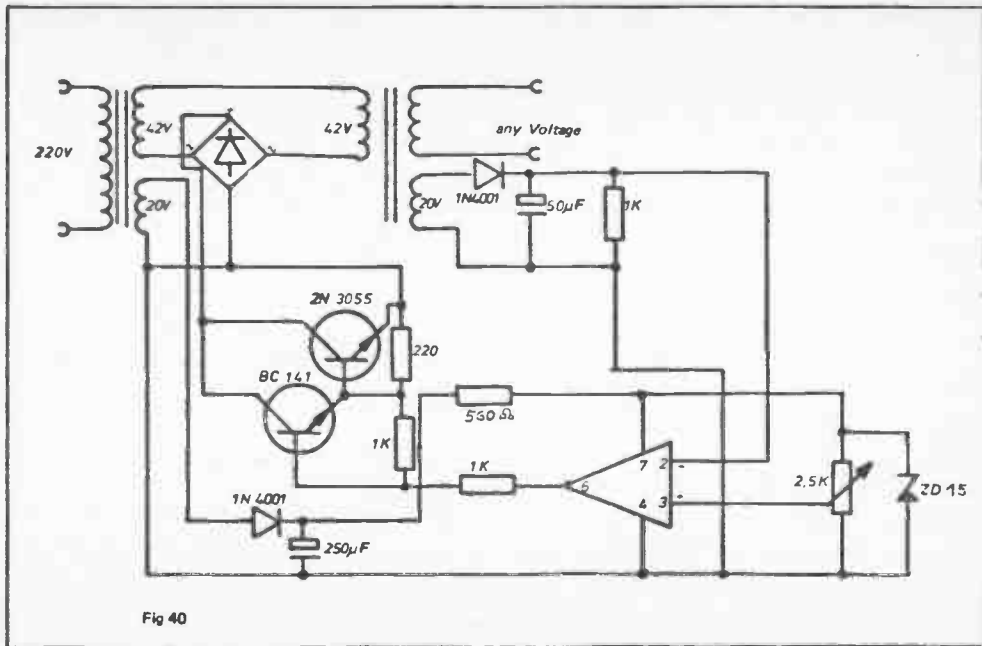 220V
42V
42V
any Voltage
20V
20V
1N4001
50µF
1K
2N 3055
220
BC 141
560 Ω
1K
1K
6
7
2
-
4
3
+
2,5K
ZD 15
1N 4001
250µF
Fig 40